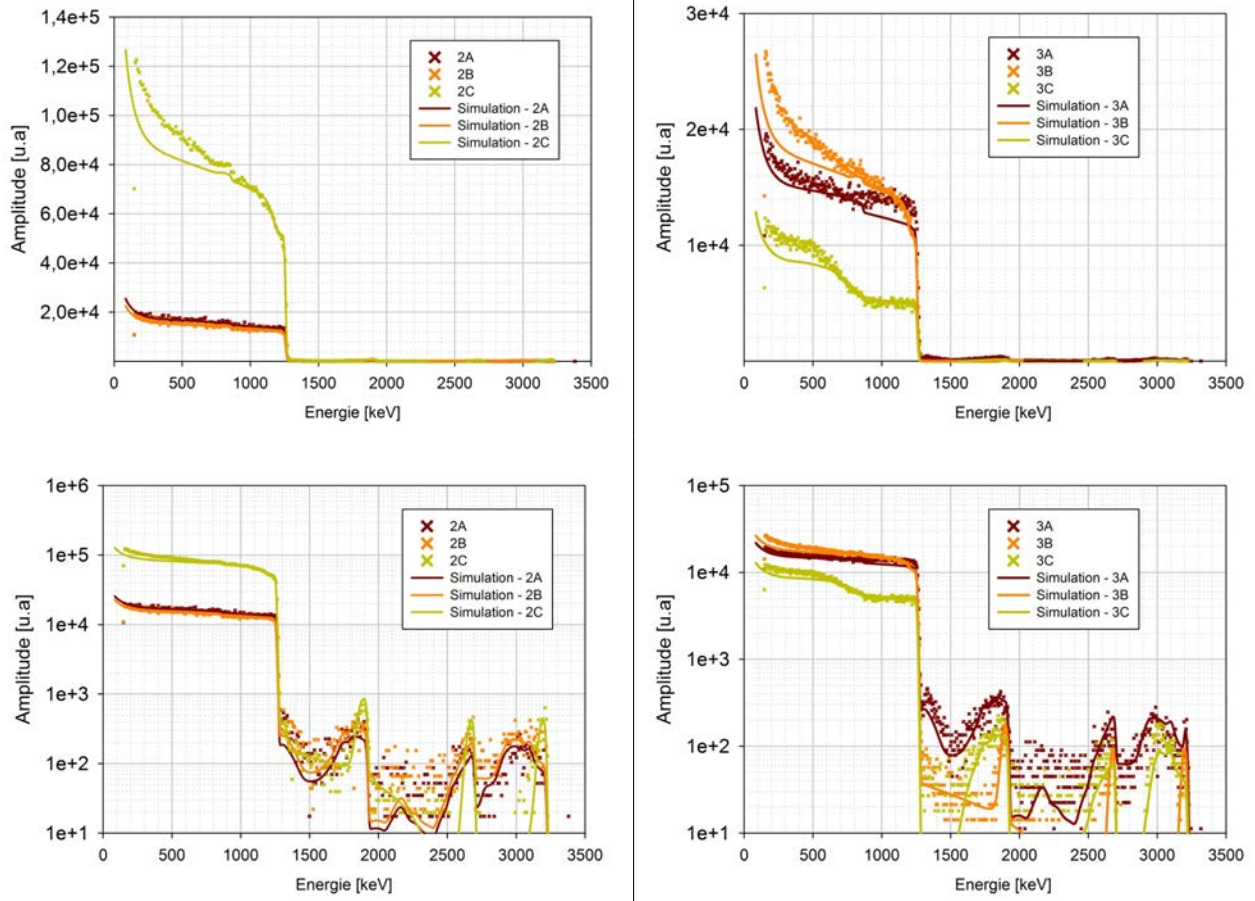 1,4e+5
1,2e+5
1,0e+5
8,0e+4
6,0e+4
4,0e+4
2,0e+4
Amplitude [u.a]
2A
2B
2C
Simulation - 2A
Simulation - 2B
Simulation - 2C
0 500 1000 1500 2000 2500 3000 3500
Energie [keV]
3e+4
2e+4
1e+4
Amplitude [u.a]
3A
3B
3C
Simulation - 3A
Simulation - 3B
Simulation - 3C
0 500 1000 1500 2000 2500 3000 3500
Energie [keV]
1e+6
1e+5
1e+4
1e+3
1e+2
1e+1
Amplitude [u.a]
2A
2B
2C
Simulation - 2A
Simulation - 2B
Simulation - 2C
0 500 1000 1500 2000 2500 3000 3500
Energie [keV]
1e+5
1e+4
1e+3
1e+2
1e+1
Amplitude [u.a]
3A
3B
3C
Simulation - 3A
Simulation - 3B
Simulation - 3C
0 500 1000 1500 2000 2500 3000 3500
Energie [keV]